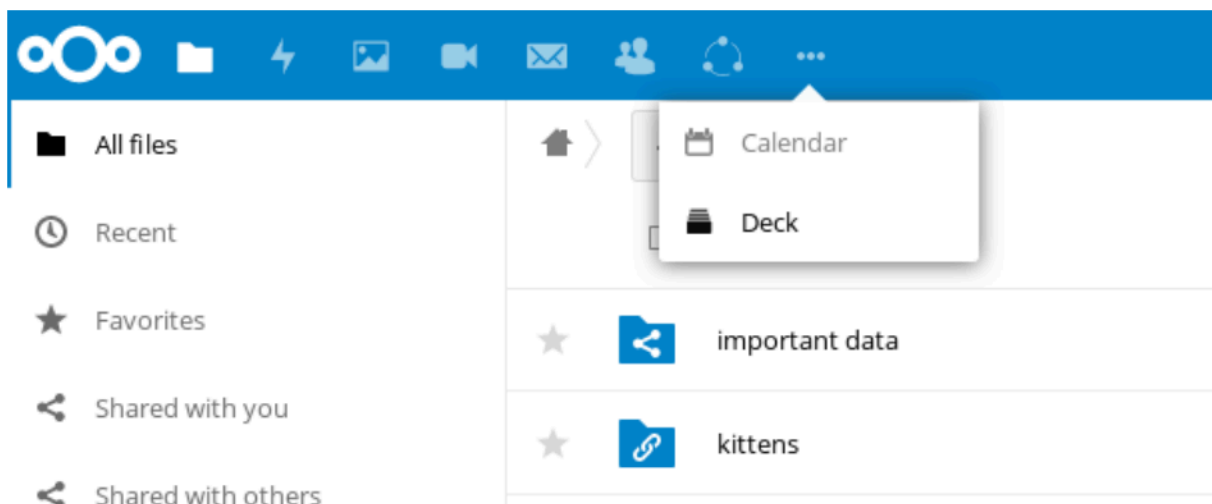 All files
Recent
Favorites
Shared with you
Shared with others
Calendar
Deck
important data
kittens